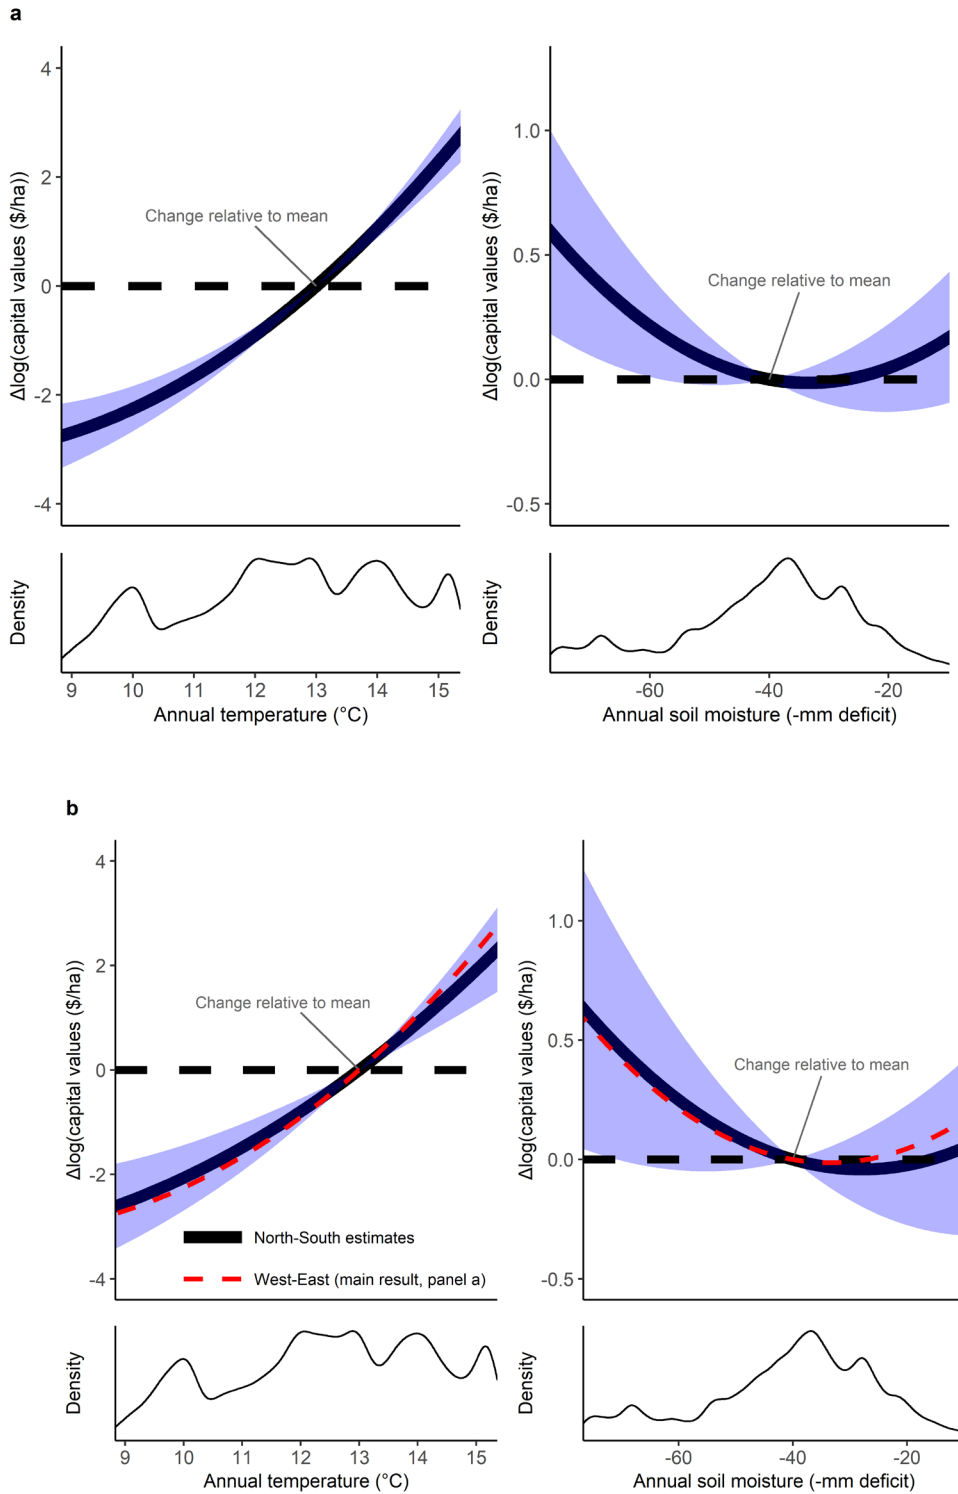 a
Δlog(capital values ($/ha))
4
2
0
-2
-4
Change relative to mean
Δlog(capital values ($/ha))
1.0
0.5
0.0
-0.5
Change relative to mean
Density
9 10 11 12 13 14 15
Annual temperature (°C)
Density
-60 -40 -20
Annual soil moisture (-mm deficit)
b
Δlog(capital values ($/ha))
4
2
0
-2
-4
Change relative to mean
North-South estimates
West-East (main result, panel a)
Δlog(capital values ($/ha))
1.0
0.5
0.0
-0.5
Change relative to mean
Density
9 10 11 12 13 14 15
Annual temperature (°C)
Density
-60 -40 -20
Annual soil moisture (-mm deficit)